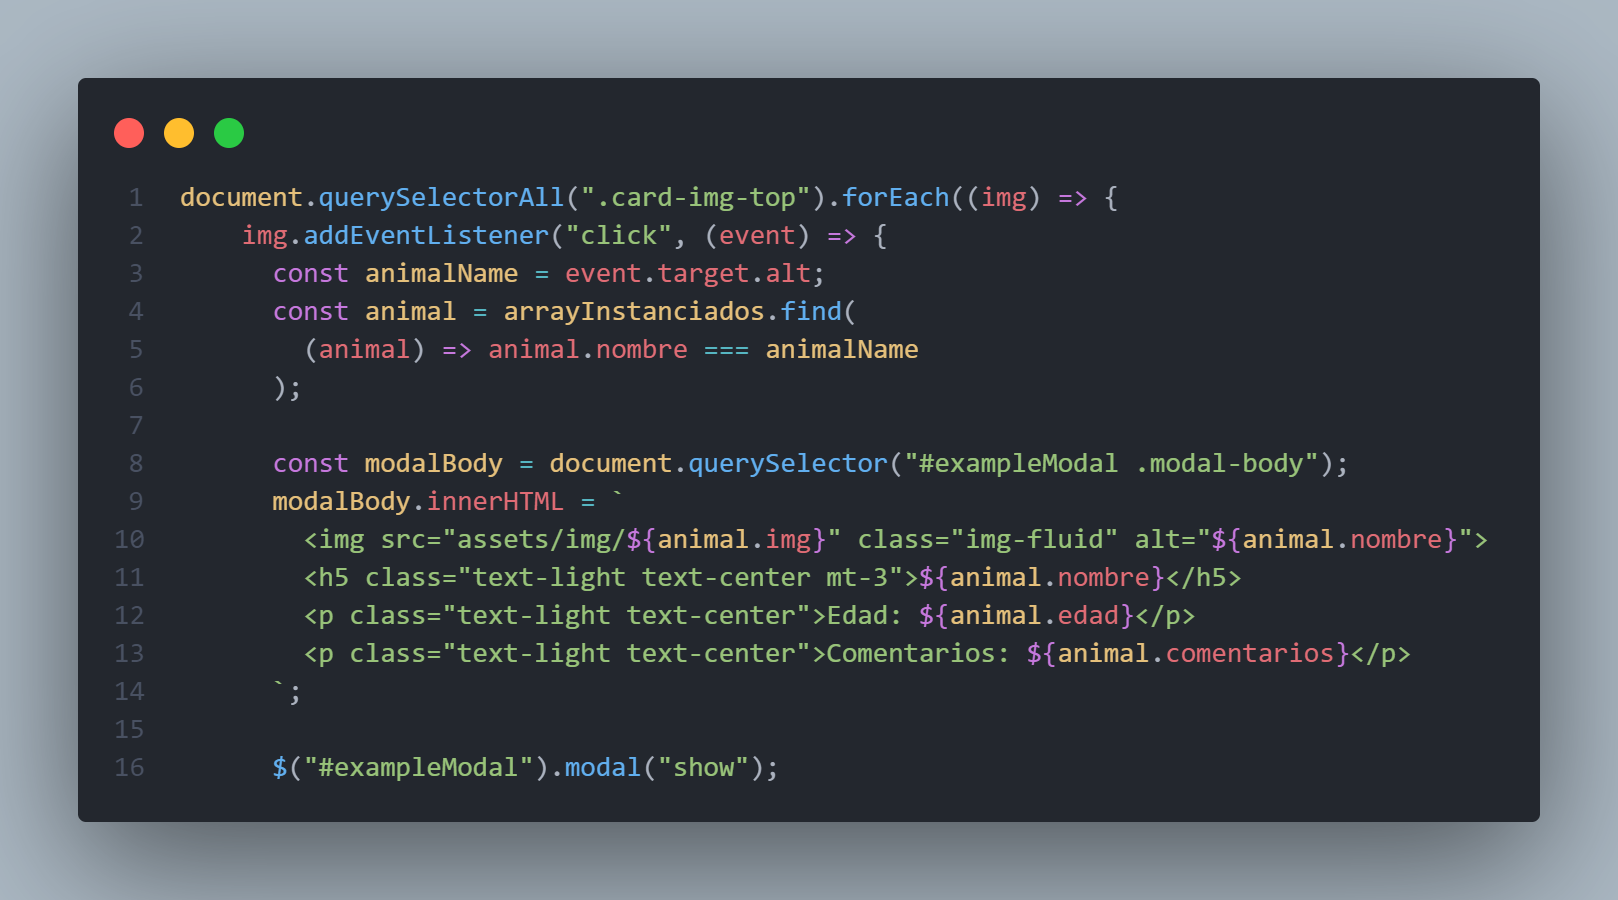 1 document.querySelectorAll(".card-img-top").forEach((img) => {
2 img.addEventListener("click", (event) => {
3 const animalName = event.target.alt;
4 const animal = arrayInstanciados.find(
5 (animal) => animal.nombre === animalName
6 );
7
8 const modalBody = document.querySelector("#exampleModal .modal-body");
9 modalBody.innerHTML = `
10 <img src="assets/img/${animal.img}" class="img-fluid" alt="${animal.nombre}">
11 <h5 class="text-light text-center mt-3">${animal.nombre}</h5>
12 <p class="text-light text-center">Edad: ${animal.edad}</p>
13 <p class="text-light text-center">Comentarios: ${animal.comentarios}</p>
14 `;
15
16 $("#exampleModal").modal("show");